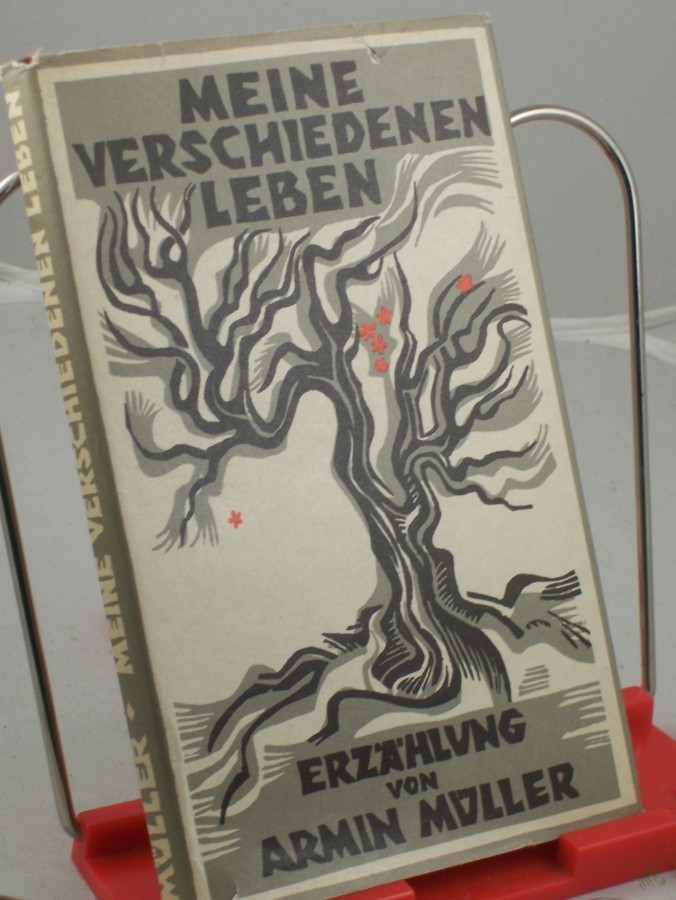 MEINE
VERSCHIEDENEN
LEBEN
ERZÄHLUNG
VON
ARMIN MÜLLER
MÜLLER · MEINE VERSCHIEDENEN LEBEN